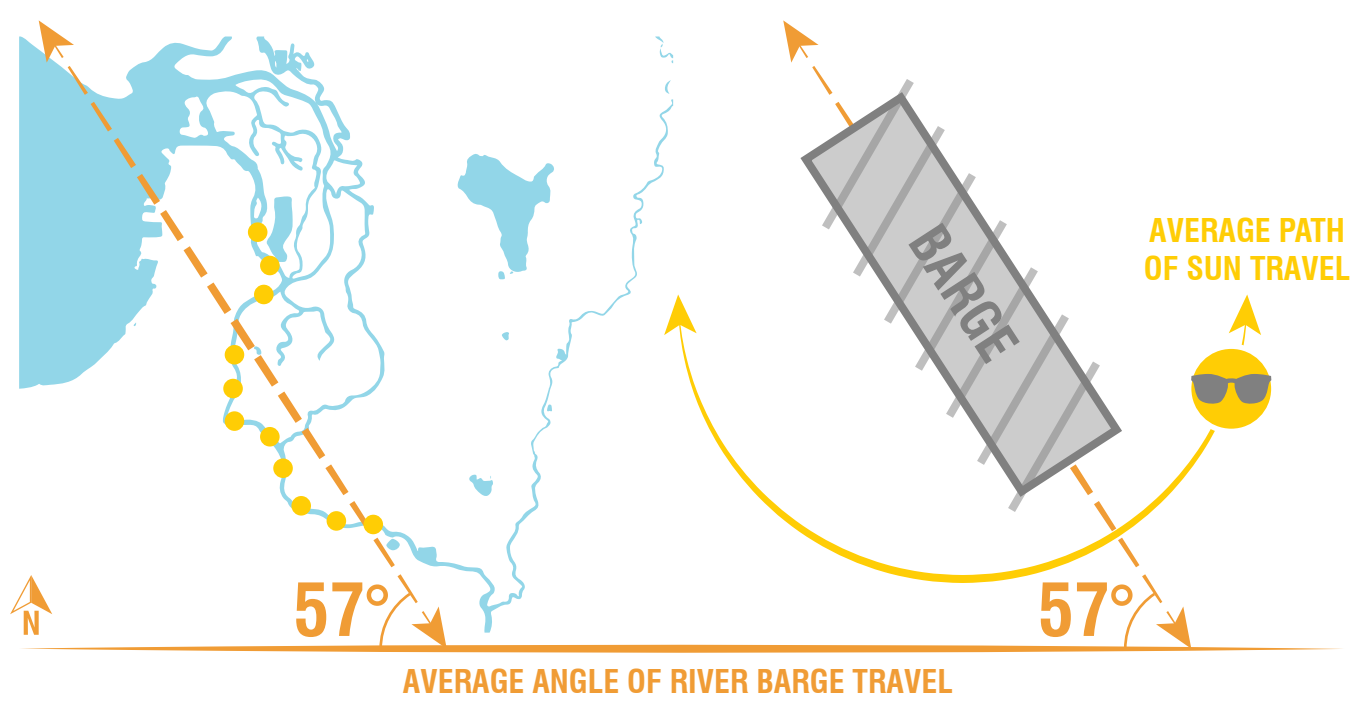 BARGE
AVERAGE PATH
OF SUN TRAVEL
57°
57°
N
AVERAGE ANGLE OF RIVER BARGE TRAVEL